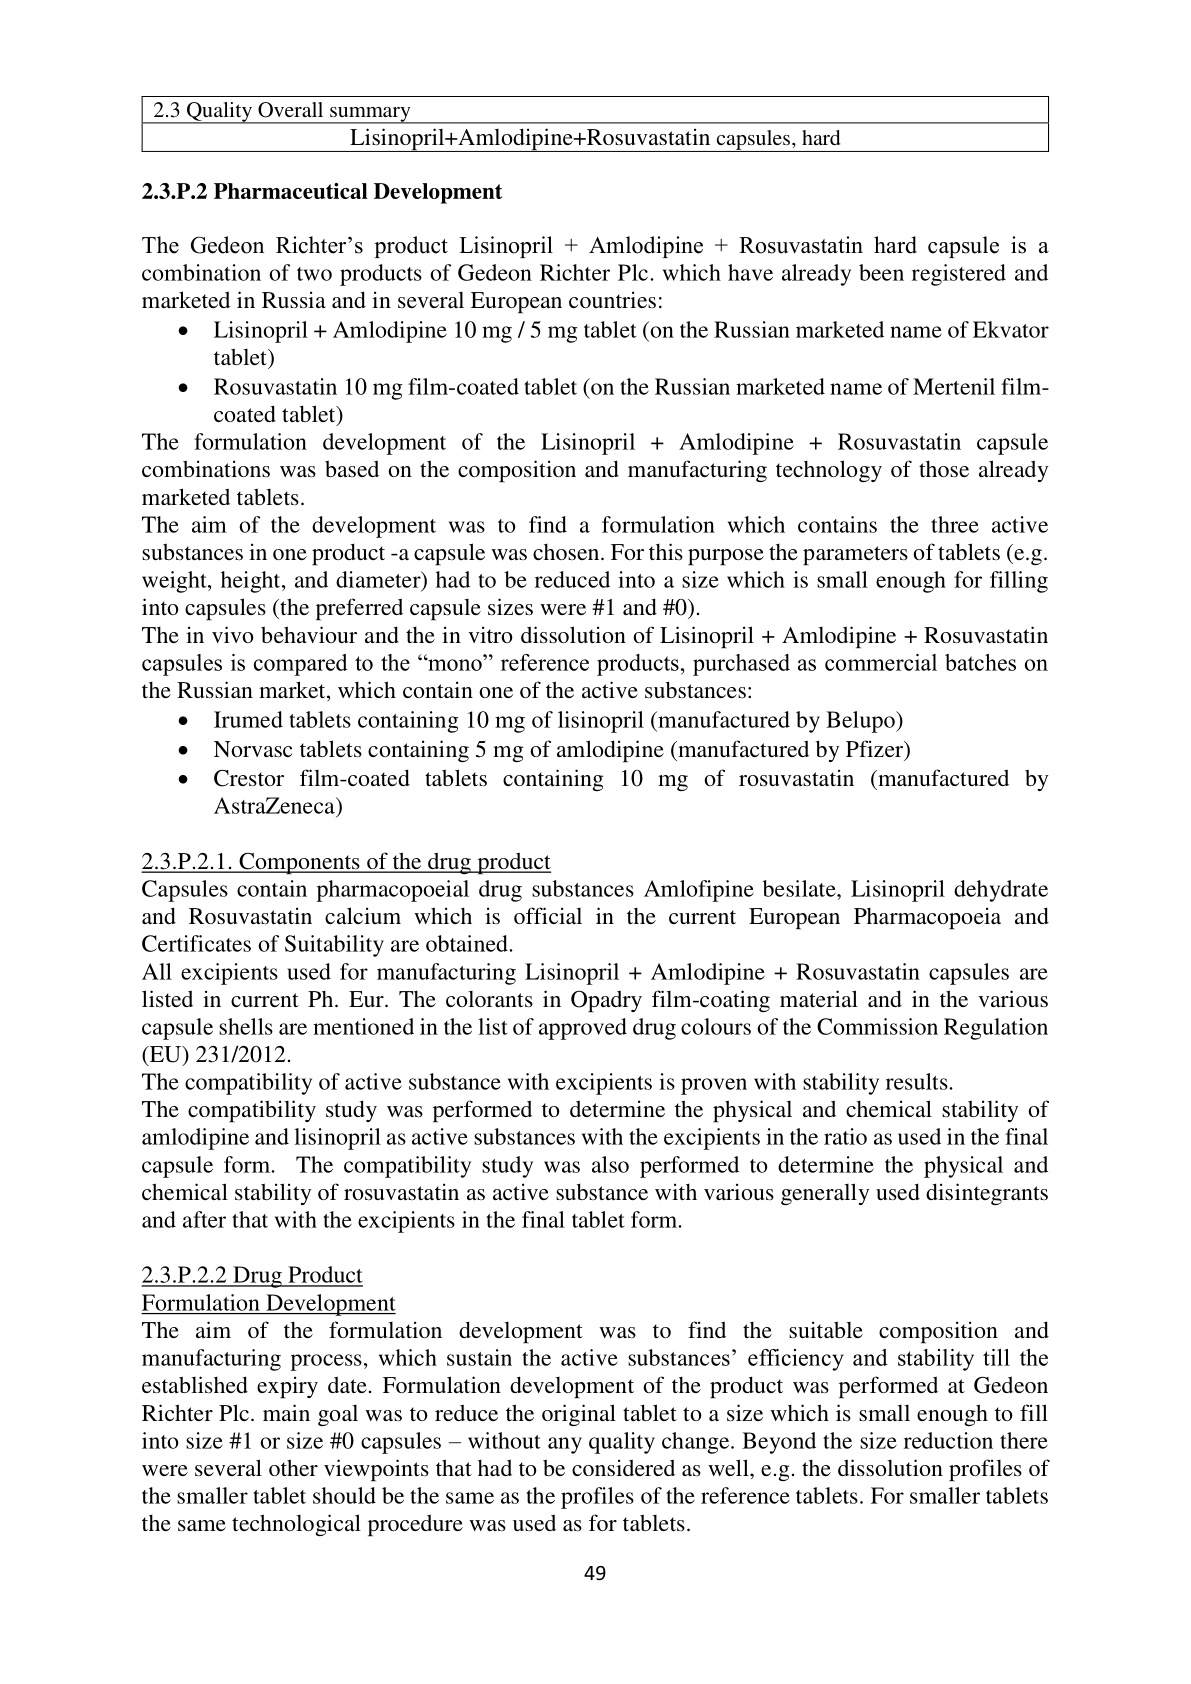 2.3 Quality Overall summary
Lisinopril+Amlodipine+Rosuvastatin capsules, hard
2.3.P.2 Pharmaceutical Development
The Gedeon Richter’s product Lisinopril + Amlodipine + Rosuvastatin hard capsule is a
combination of two products of Gedeon Richter Plc. which have already been registered and
marketed in Russia and in several European countries:
• Lisinopril + Amlodipine 10 mg / 5 mg tablet (on the Russian marketed name of Ekvator
tablet)
• Rosuvastatin 10 mg film-coated tablet (on the Russian marketed name of Mertenil film-
coated tablet)
The formulation development of the Lisinopril + Amlodipine + Rosuvastatin capsule
combinations was based on the composition and manufacturing technology of those already
marketed tablets.
The aim of the development was to find a formulation which contains the three active
substances in one product -a capsule was chosen. For this purpose the parameters of tablets (e.g.
weight, height, and diameter) had to be reduced into a size which is small enough for filling
into capsules (the preferred capsule sizes were #1 and #0).
The in vivo behaviour and the in vitro dissolution of Lisinopril + Amlodipine + Rosuvastatin
capsules is compared to the “mono” reference products, purchased as commercial batches on
the Russian market, which contain one of the active substances:
• Irumed tablets containing 10 mg of lisinopril (manufactured by Belupo)
• Norvasc tablets containing 5 mg of amlodipine (manufactured by Pfizer)
• Crestor film-coated tablets containing 10 mg of rosuvastatin (manufactured by
AstraZeneca)
2.3.P.2.1. Components of the drug product
Capsules contain pharmacopoeial drug substances Amlofipine besilate, Lisinopril dehydrate
and Rosuvastatin calcium which is official in the current European Pharmacopoeia and
Certificates of Suitability are obtained.
All excipients used for manufacturing Lisinopril + Amlodipine + Rosuvastatin capsules are
listed in current Ph. Eur. The colorants in Opadry film-coating material and in the various
capsule shells are mentioned in the list of approved drug colours of the Commission Regulation
(EU) 231/2012.
The compatibility of active substance with excipients is proven with stability results.
The compatibility study was performed to determine the physical and chemical stability of
amlodipine and lisinopril as active substances with the excipients in the ratio as used in the final
capsule form. The compatibility study was also performed to determine the physical and
chemical stability of rosuvastatin as active substance with various generally used disintegrants
and after that with the excipients in the final tablet form.
2.3.P.2.2 Drug Product
Formulation Development
The aim of the formulation development was to find the suitable composition and
manufacturing process, which sustain the active substances’ efficiency and stability till the
established expiry date. Formulation development of the product was performed at Gedeon
Richter Plc. main goal was to reduce the original tablet to a size which is small enough to fill
into size #1 or size #0 capsules – without any quality change. Beyond the size reduction there
were several other viewpoints that had to be considered as well, e.g. the dissolution profiles of
the smaller tablet should be the same as the profiles of the reference tablets. For smaller tablets
the same technological procedure was used as for tablets.
49